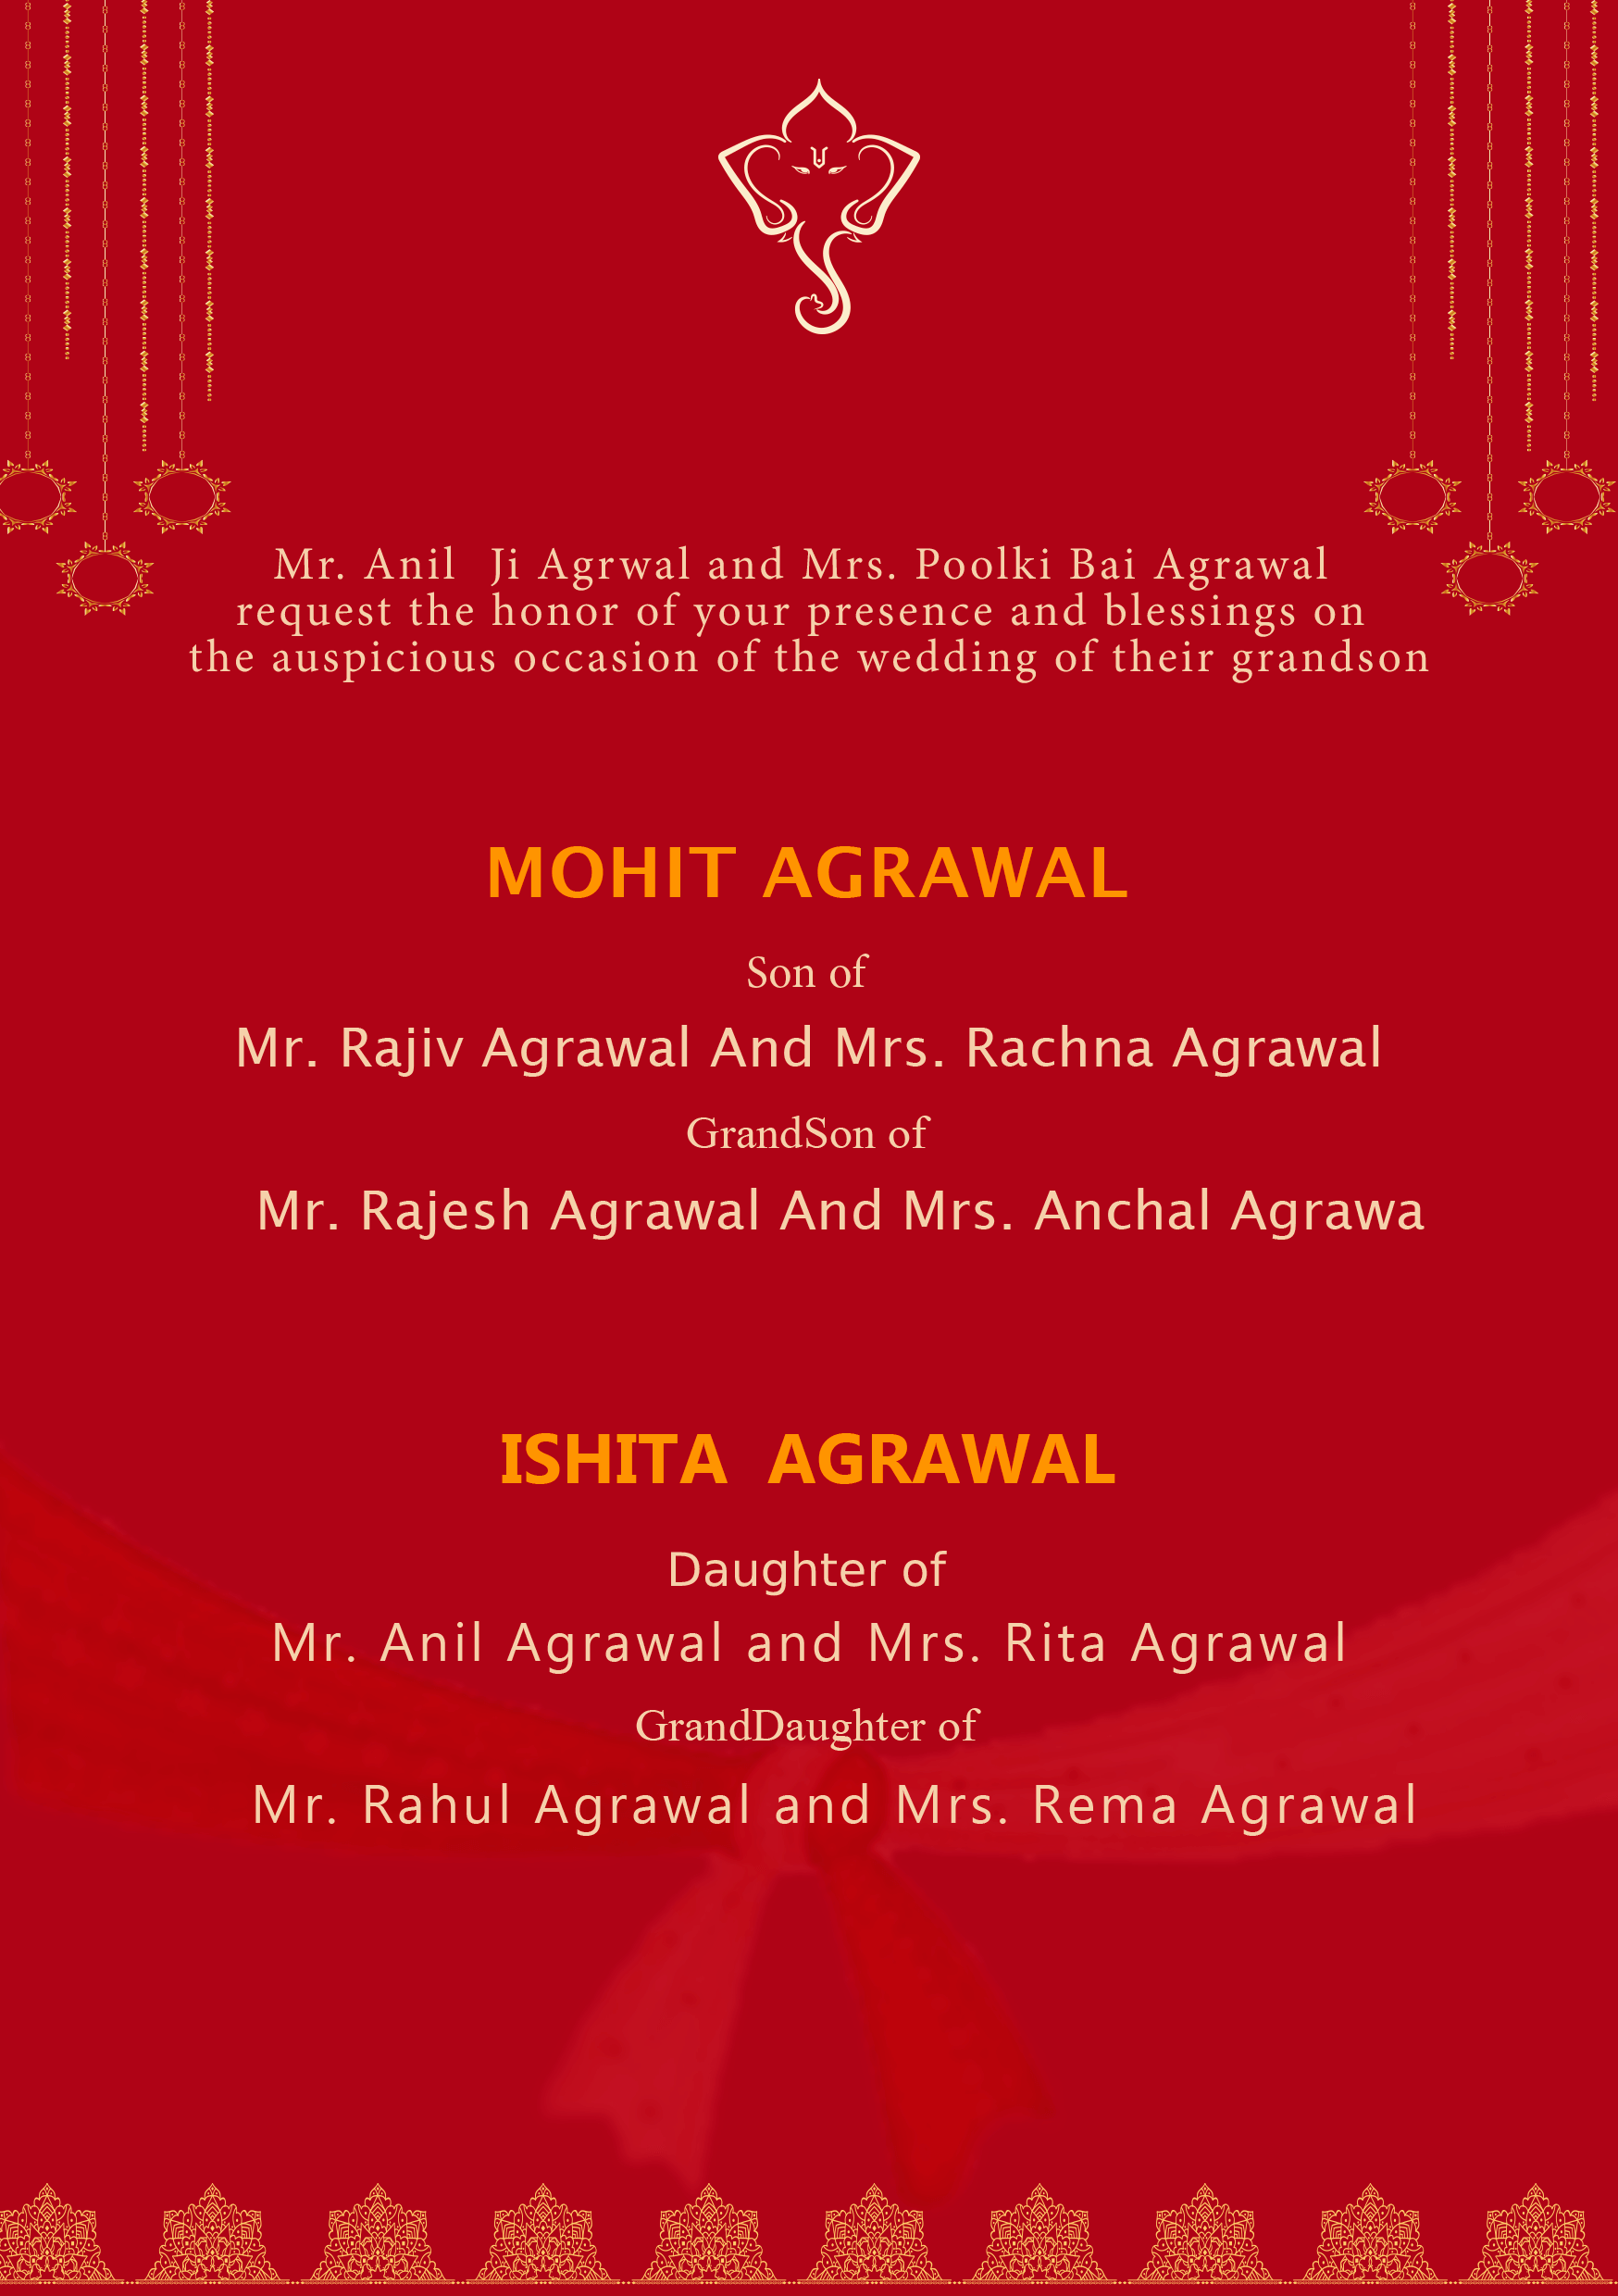 Mr. Anil Ji Agrwal and Mrs. Poolki Bai Agrawal
request the honor of your presence and blessings on
the auspicious occasion of the wedding of their grandson
MOHIT AGRAWAL
Son of
Mr. Rajiv Agrawal And Mrs. Rachna Agrawal
GrandSon of
Mr. Rajesh Agrawal And Mrs. Anchal Agrawa
ISHITA AGRAWAL
Daughter of
Mr. Anil Agrawal and Mrs. Rita Agrawal
GrandDaughter of
Mr. Rahul Agrawal and Mrs. Rema Agrawal